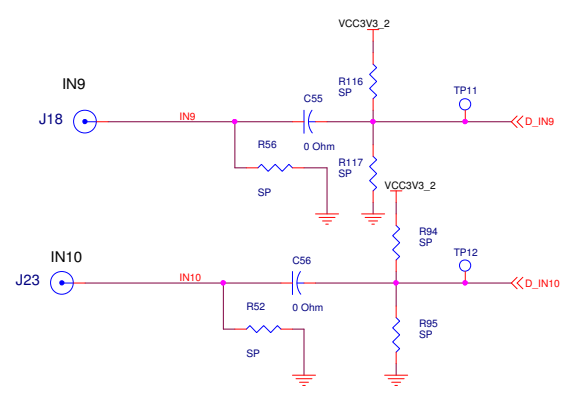 VCC3V3_2
IN9
R116
SP
TP11
C55
J18
IN9
D_IN9
R56
0 Ohm
R117
SP
SP
VCC3V3_2
R94
SP
IN10
TP12
C56
J23
IN10
D_IN10
R52
0 Ohm
R95
SP
SP